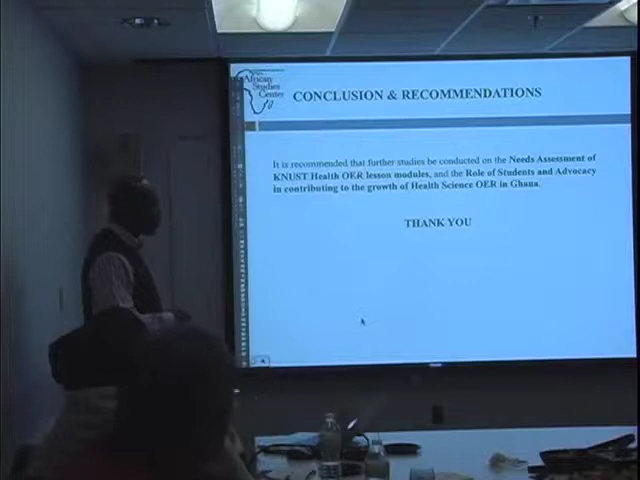 African
Studies
Center
CONCLUSION & RECOMMENDATIONS
It is recommended that further studies be conducted on the Needs Assessment of
KNUST Health OER lesson modules, and the Role of Students and Advocacy
in contributing to the growth of Health Science OER in Ghana.
THANK YOU